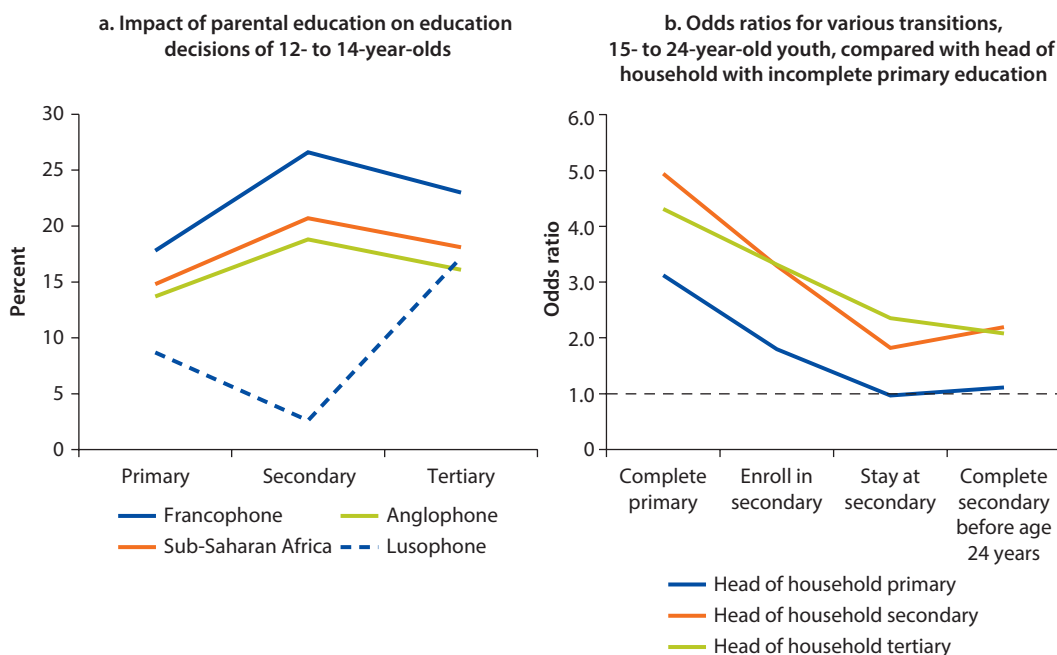 a. Impact of parental education on education
decisions of 12- to 14-year-olds
Percent
30
25
20
15
10
5
0
Primary
Secondary
Tertiary
Francophone
Anglophone
Sub-Saharan Africa
Lusophone
b. Odds ratios for various transitions,
15- to 24-year-old youth, compared with head of
household with incomplete primary education
Odds ratio
6.0
5.0
4.0
3.0
2.0
1.0
0
Complete
primary
Enroll in
secondary
Stay at
secondary
Complete
secondary
before age
24 years
Head of household primary
Head of household secondary
Head of household tertiary